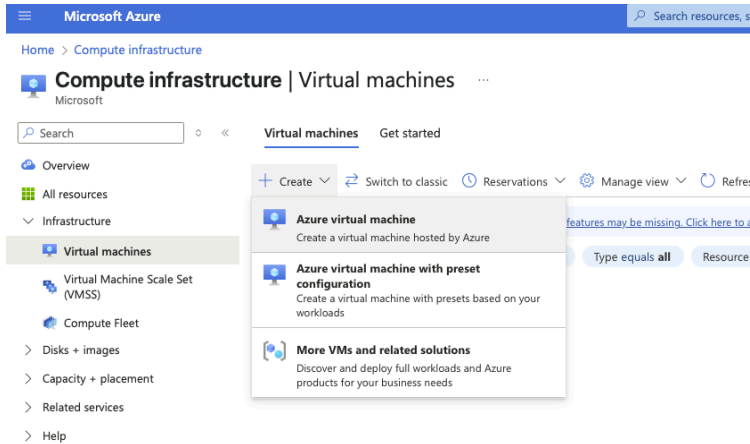 Microsoft Azure
Search resources, s
Home > Compute infrastructure
Compute infrastructure | Virtual machines ...
Microsoft
Search
Virtual machines Get started
Overview
All resources
Infrastructure
Virtual machines
Virtual Machine Scale Set
(VMSS)
Compute Fleet
Disks + images
Capacity + placement
Related services
Help
Create Switch to classic Reservations Manage view Refres
Azure virtual machine
Create a virtual machine hosted by Azure
Azure virtual machine with preset
configuration
Create a virtual machine with presets based on your
workloads
More VMs and related solutions
Discover and deploy full workloads and Azure
products for your business needs
features may be missing. Click here to a
Type equals all Resource